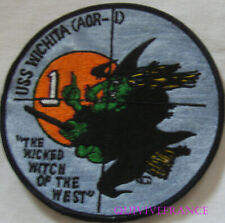 USS WICHITA (AOR-1)
1
"THE
WICKED
WITCH OF
THE
WEST"